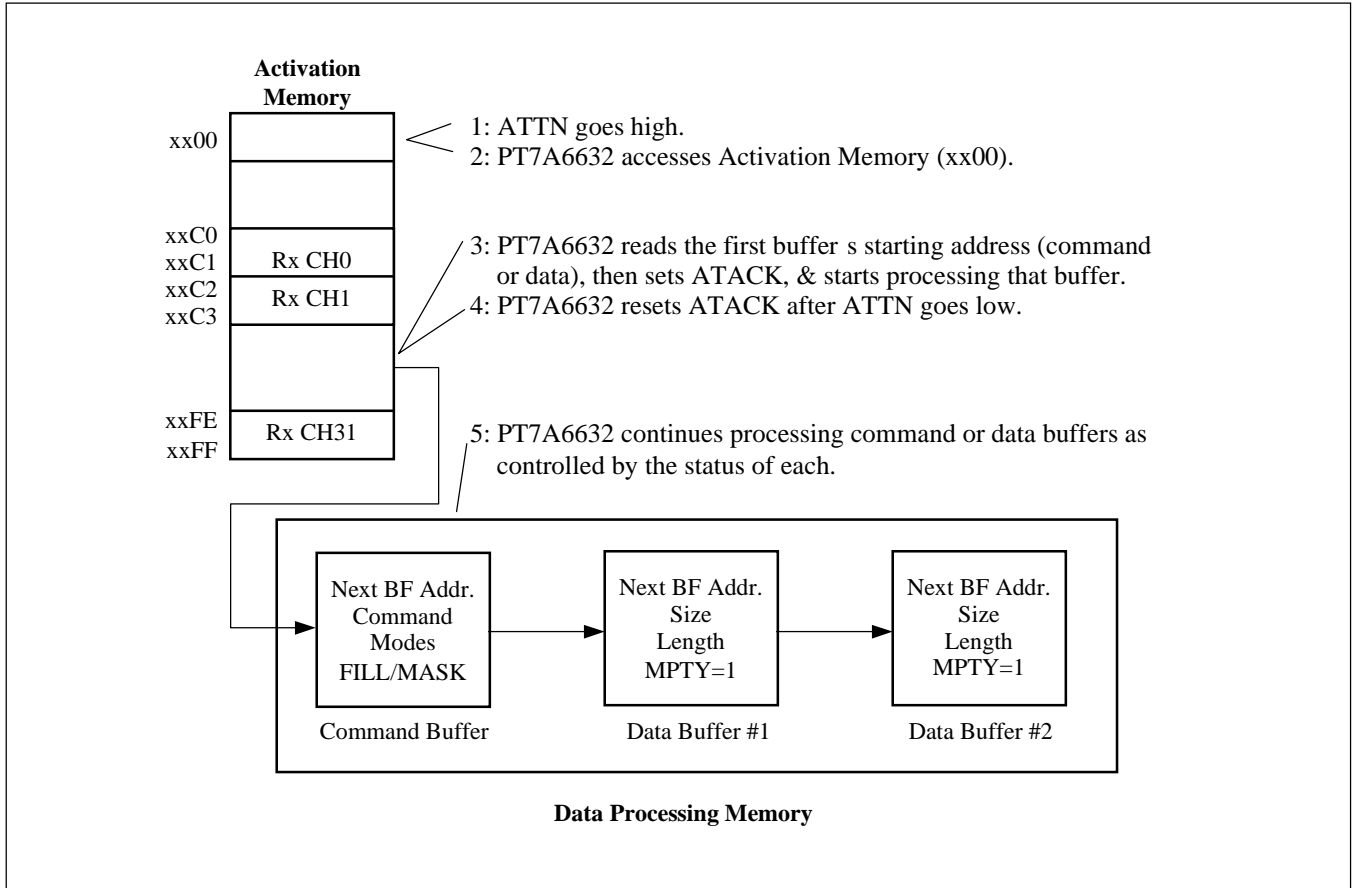 Activation
Memory
xx00
1: ATTN goes high.
2: PT7A6632 accesses Activation Memory (xx00).
xxC0
xxC1
Rx CH0
xxC2
xxC3
Rx CH1
3: PT7A6632 reads the first buffer s starting address (command
or data), then sets ATACK, & starts processing that buffer.
4: PT7A6632 resets ATACK after ATTN goes low.
xxFE
xxFF
Rx CH31
5: PT7A6632 continues processing command or data buffers as
controlled by the status of each.
Next BF Addr.
Command
Modes
FILL/MASK
Command Buffer
Next BF Addr.
Size
Length
MPTY=1
Data Buffer #1
Next BF Addr.
Size
Length
MPTY=1
Data Buffer #2
Data Processing Memory